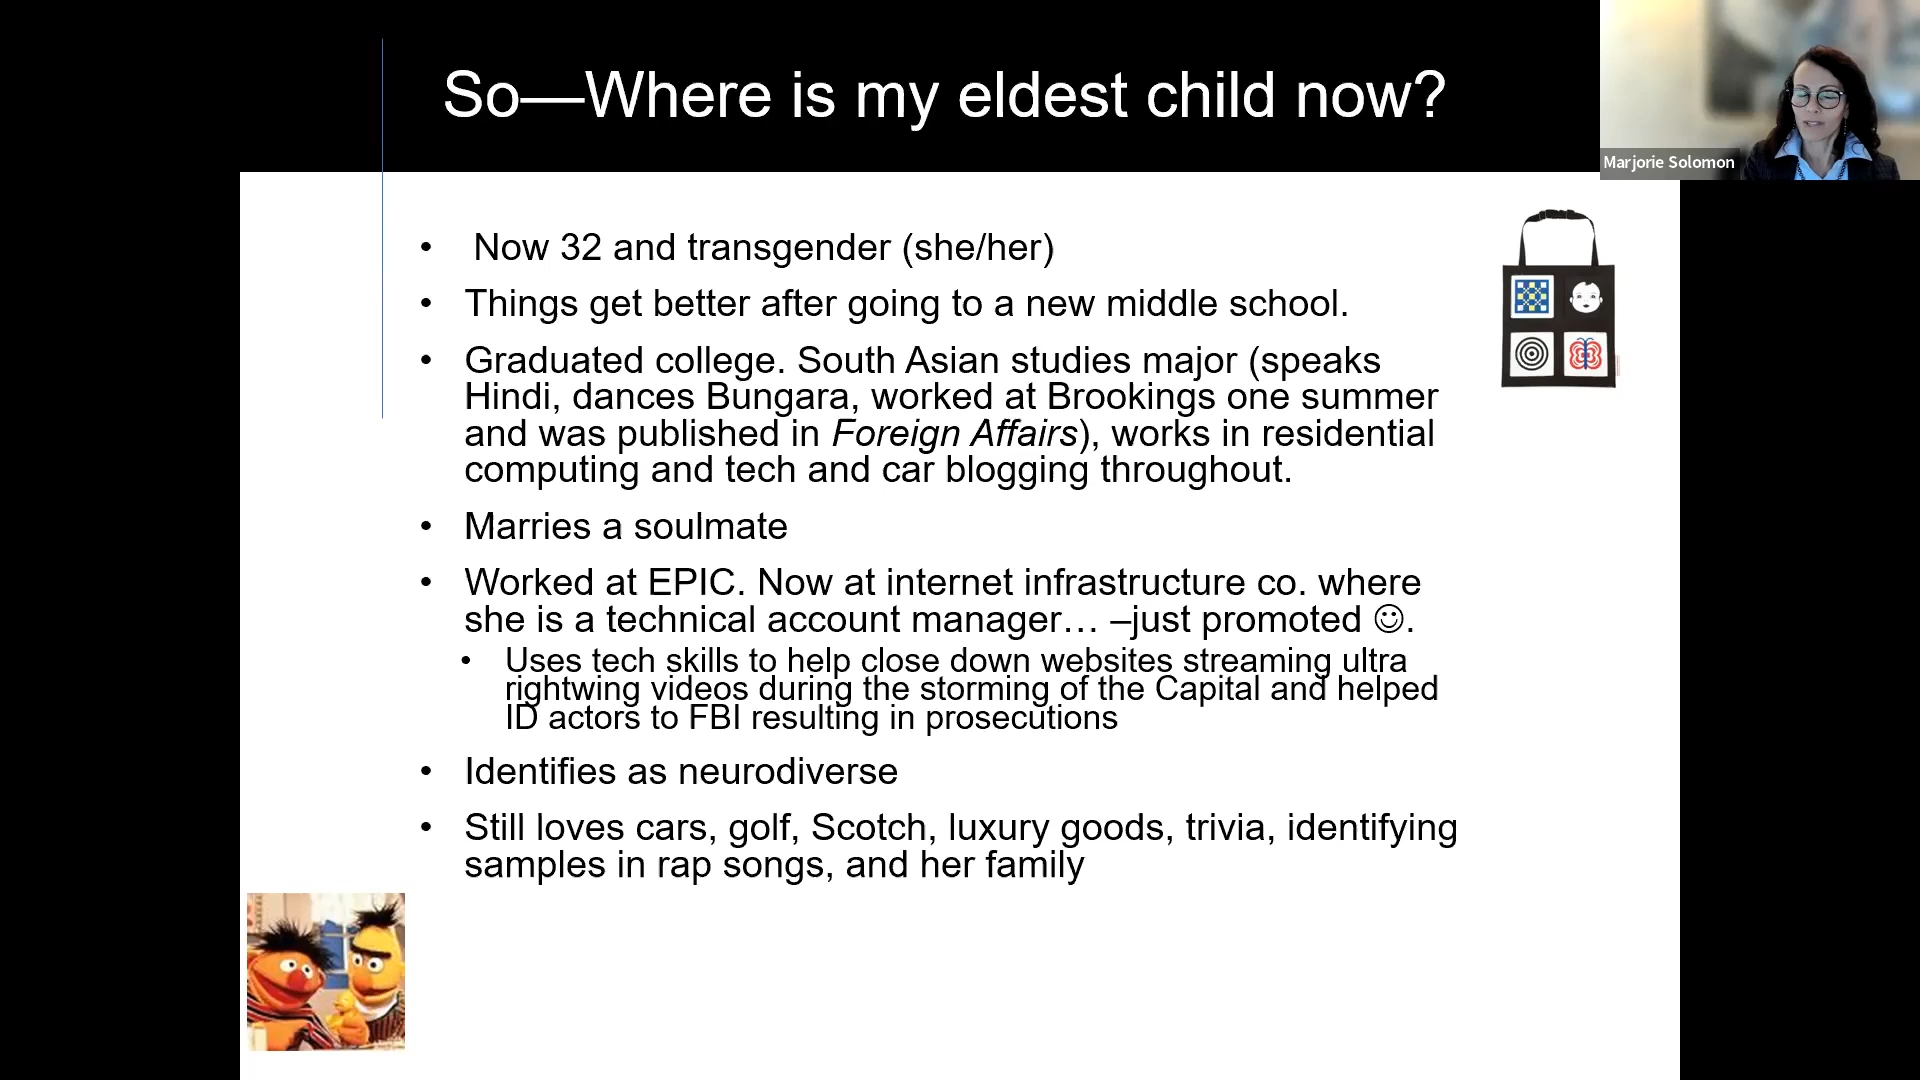 So—Where is my eldest child now?
Marjorie Solomon
• Now 32 and transgender (she/her)
• Things get better after going to a new middle school.
• Graduated college. South Asian studies major (speaks
Hindi, dances Bungara, worked at Brookings one summer
and was published in Foreign Affairs), works in residential
computing and tech and car blogging throughout.
• Marries a soulmate
• Worked at EPIC. Now at internet infrastructure co. where
she is a technical account manager… –just promoted ☺.
• Uses tech skills to help close down websites streaming ultra
rightwing videos during the storming of the Capital and helped
ID actors to FBI resulting in prosecutions
• Identifies as neurodiverse
• Still loves cars, golf, Scotch, luxury goods, trivia, identifying
samples in rap songs, and her family